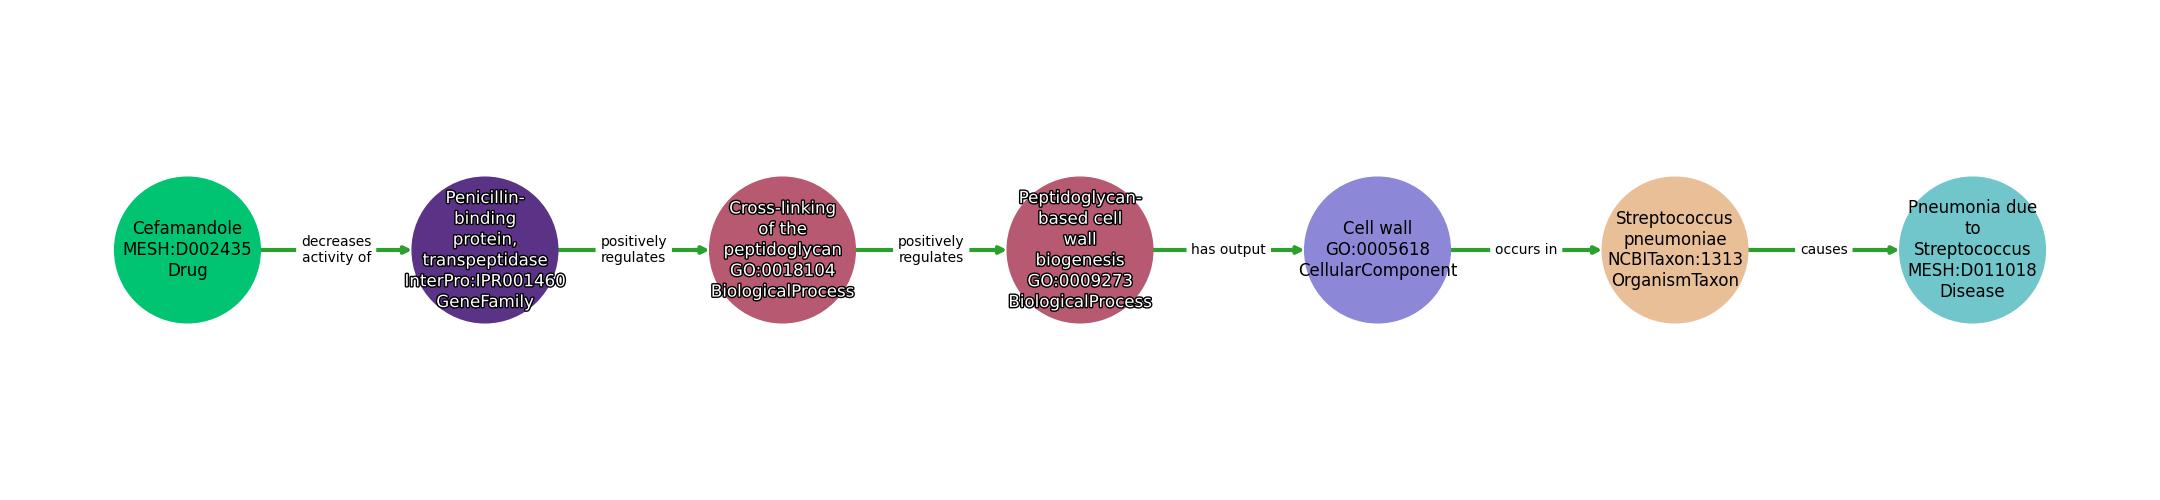 Cefamandole
MESH:D002435
Drug
decreases
activity of
Penicillin-
binding
protein,
transpeptidase
InterPro:IPR001460
GeneFamily
positively
regulates
Cross-linking
of the
peptidoglycan
GO:0018104
BiologicalProcess
positively
regulates
Peptidoglycan-
based cell
wall
biogenesis
GO:0009273
BiologicalProcess
has output
Cell wall
GO:0005618
CellularComponent
occurs in
Streptococcus
pneumoniae
NCBITaxon:1313
OrganismTaxon
causes
Pneumonia due
to
Streptococcus
MESH:D011018
Disease